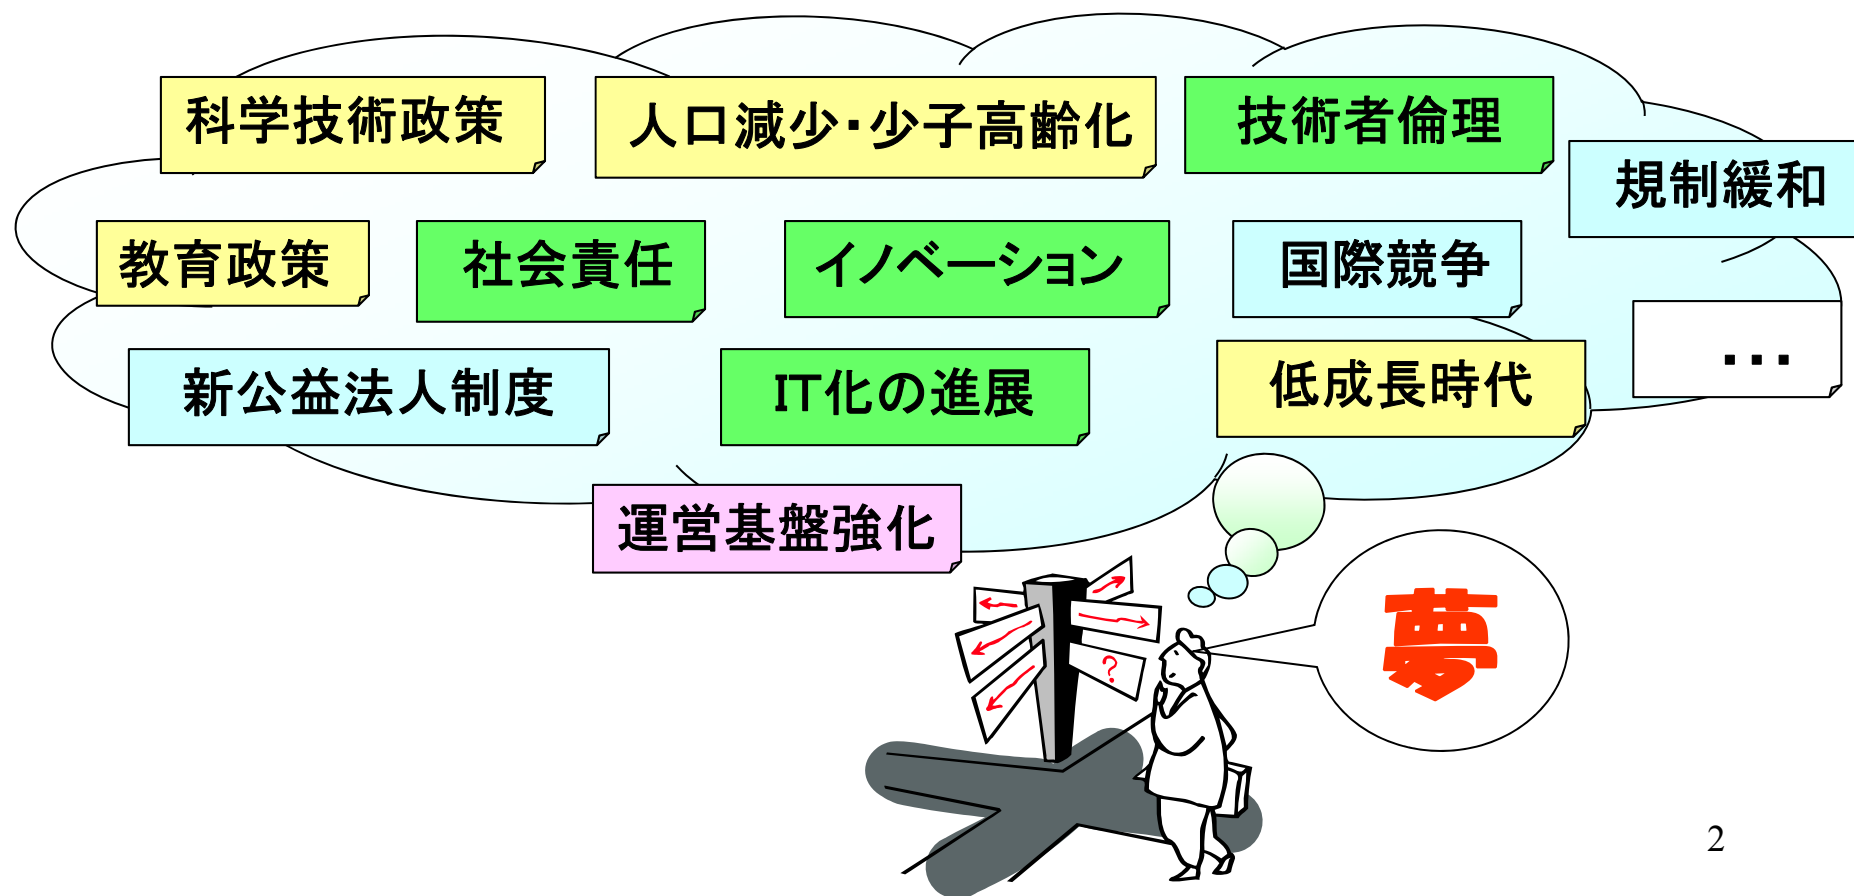 科学技術政策
人口減少・少子高齢化
技術者倫理
規制緩和
教育政策
社会責任
イノベーション
国際競争
...
新公益法人制度
IT化の進展
低成長時代
運営基盤強化
?
夢
2